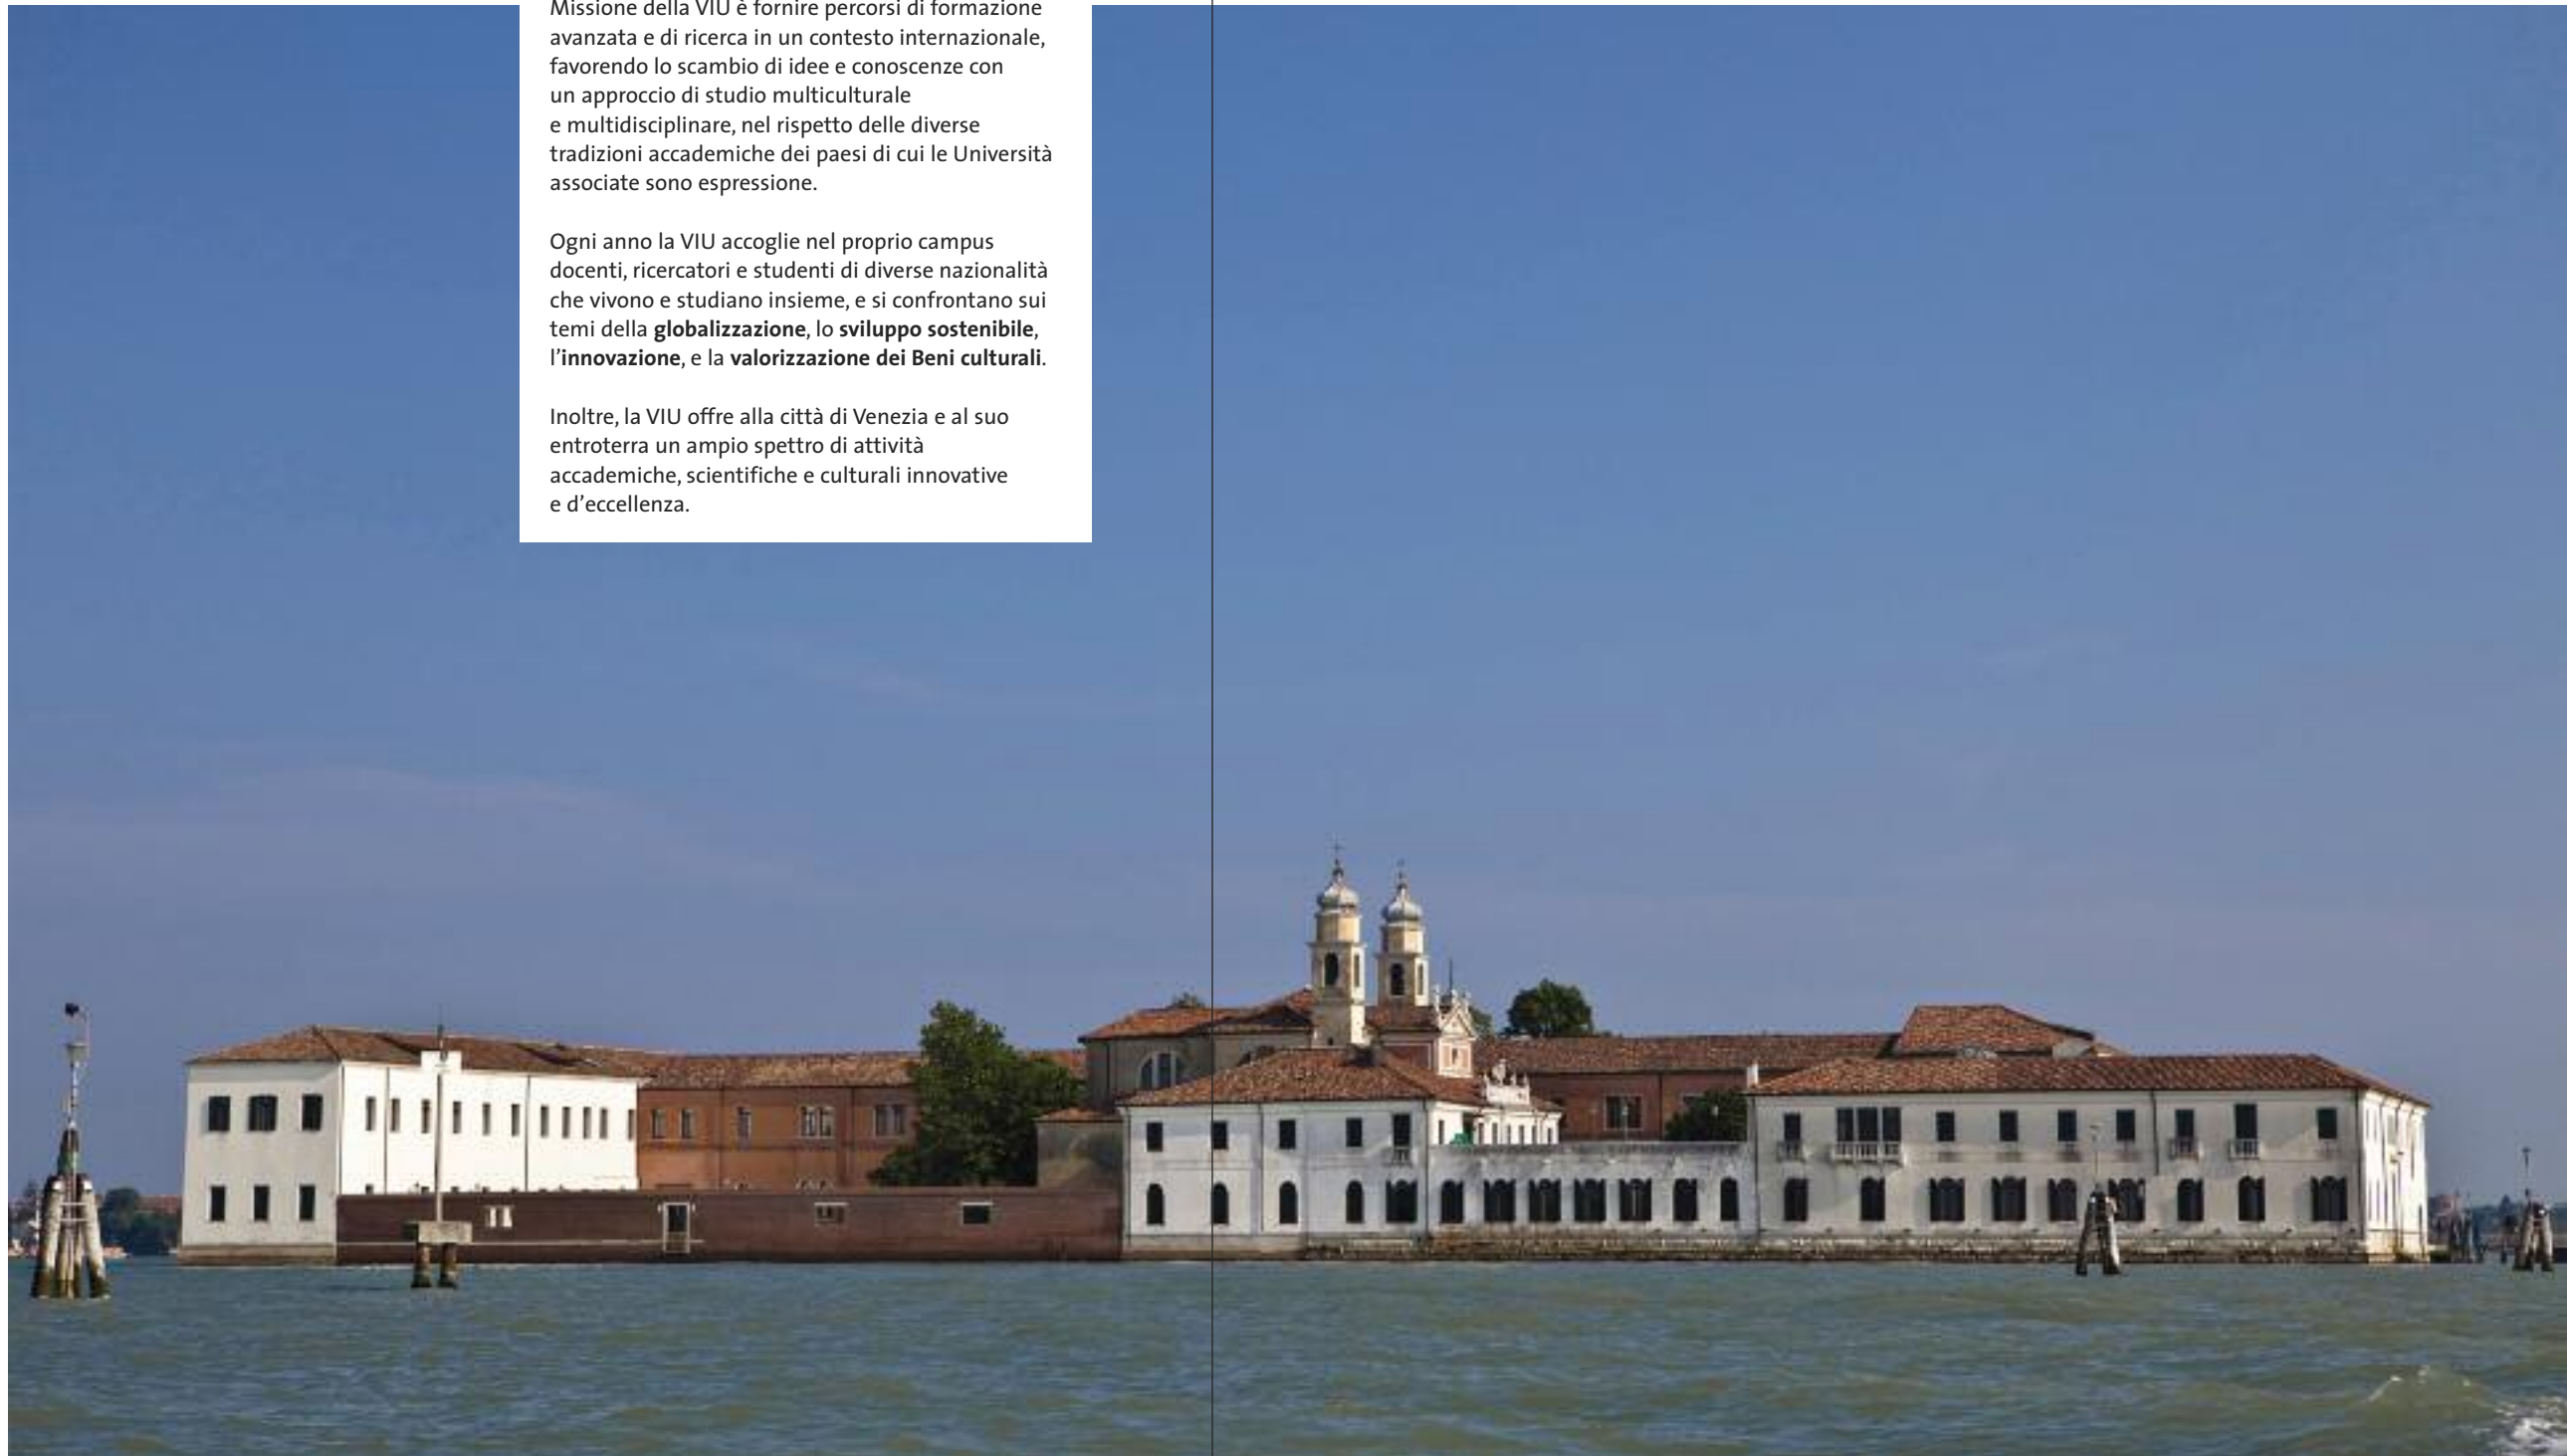 Missione della VIU è fornire percorsi di formazione
avanzata e di ricerca in un contesto internazionale,
favorendo lo scambio di idee e conoscenze con
un approccio di studio multiculturale
e multidisciplinare, nel rispetto delle diverse
tradizioni accademiche dei paesi di cui le Università
associate sono espressione.
Ogni anno la VIU accoglie nel proprio campus
docenti, ricercatori e studenti di diverse nazionalità
che vivono e studiano insieme, e si confrontano sui
temi della globalizzazione, lo sviluppo sostenibile,
l’innovazione, e la valorizzazione dei Beni culturali.
Inoltre, la VIU offre alla città di Venezia e al suo
entroterra un ampio spettro di attività
accademiche, scientifiche e culturali innovative
e d’eccellenza.